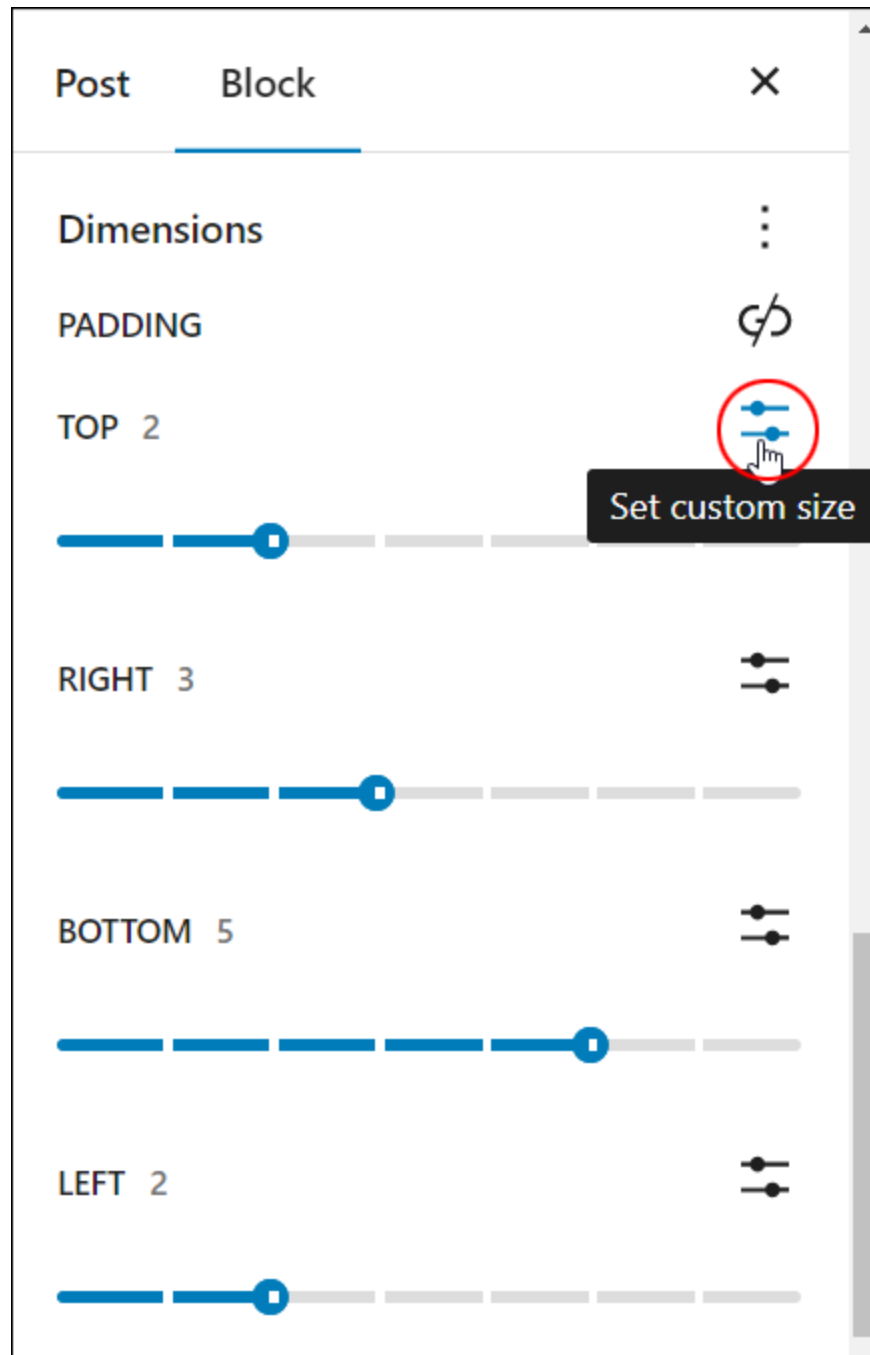 Post Block
Dimensions
PADDING
TOP 2
Set custom size
RIGHT 3
BOTTOM 5
LEFT 2